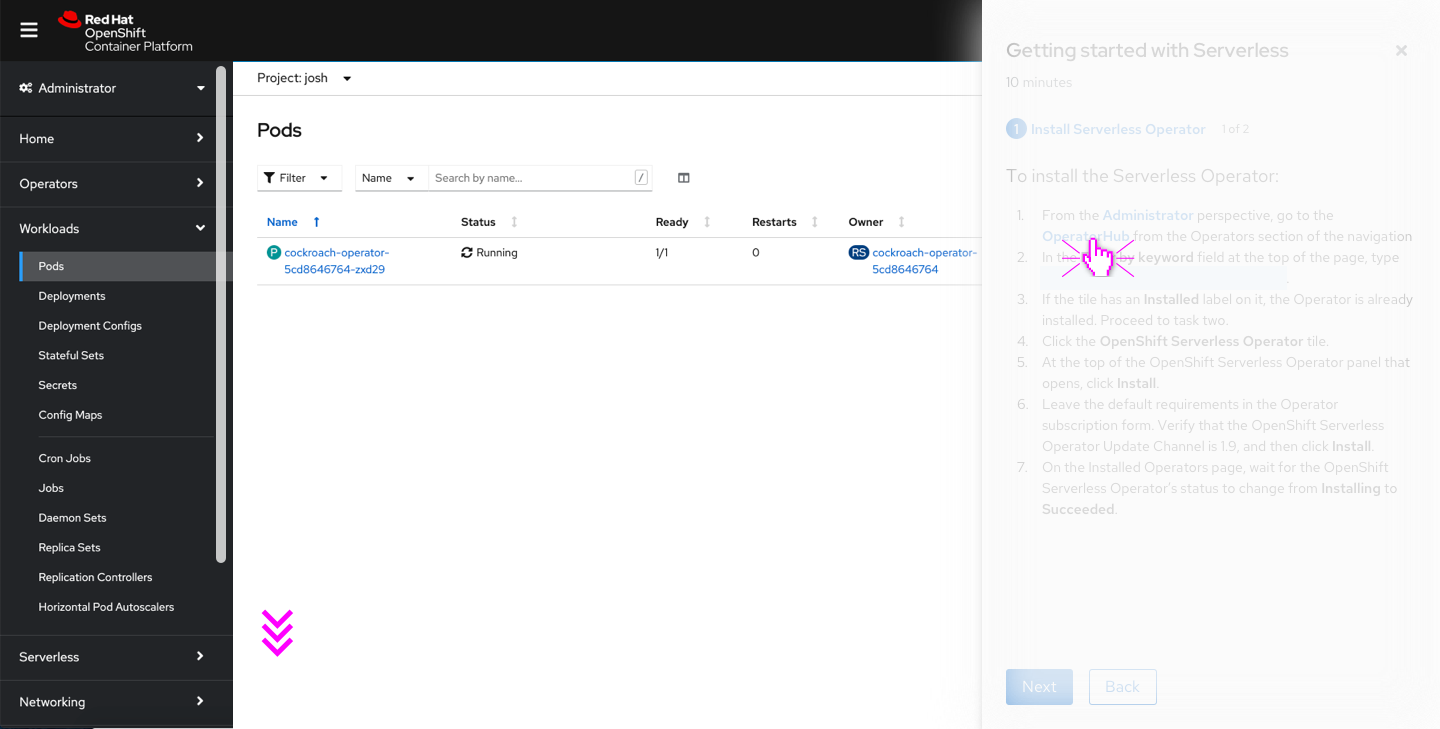 Red Hat
OpenShift
Container Platform
Administrator
Home
Operators
Workloads
Pods
Deployments
Deployment Configs
Stateful Sets
Secrets
Config Maps
Cron Jobs
Jobs
Daemon Sets
Replica Sets
Replication Controllers
Horizontal Pod Autoscalers
Serverless
Networking
Project: josh
Pods
Filter
Name
Search by name...
/
Name Status Ready Restarts Owner
P cockroach-operator- Running 1/1 0 RS cockroach-operator-
5cd8646764-zxd29 5cd8646764
Getting started with Serverless
10 minutes
1 Install Serverless Operator 1 of 2
To install the Serverless Operator:
1. From the Administrator perspective, go to the
OperatorHub from the Operators section of the navigation
2. In the by keyword field at the top of the page, type
3. If the tile has an Installed label on it, the Operator is already
installed. Proceed to task two.
4. Click the OpenShift Serverless Operator tile.
5. At the top of the OpenShift Serverless Operator panel that
opens, click Install.
6. Leave the default requirements in the Operator
subscription form. Verify that the OpenShift Serverless
Operator Update Channel is 1.9, and then click Install.
7. On the Installed Operators page, wait for the OpenShift
Serverless Operator's status to change from Installing to
Succeeded.
Next
Back